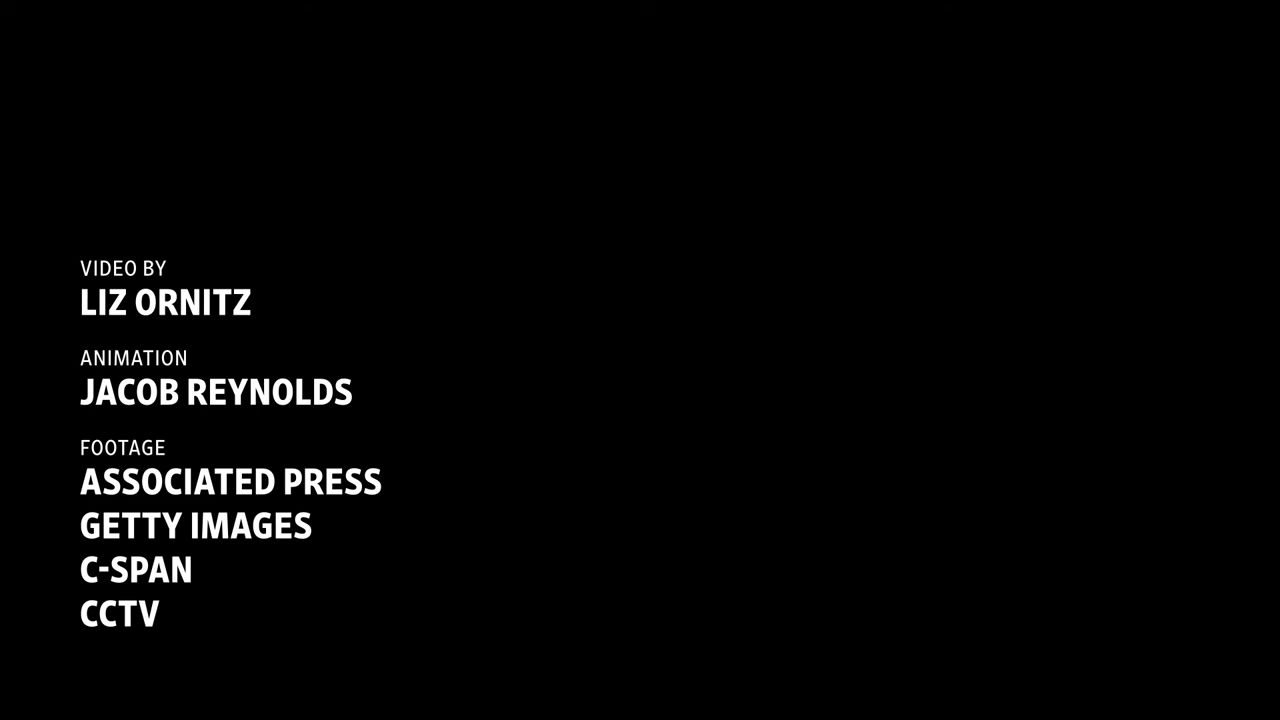 VIDEO BY
LIZ ORNITZ
ANIMATION
JACOB REYNOLDS
FOOTAGE
ASSOCIATED PRESS
GETTY IMAGES
C-SPAN
CCTV